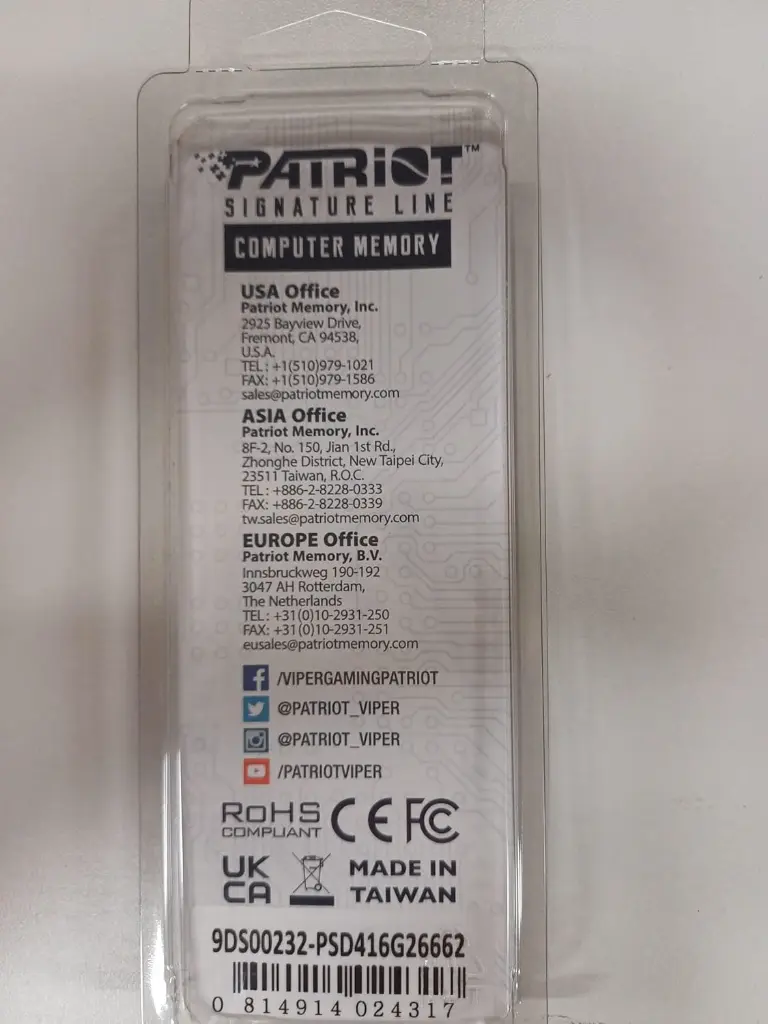 PATRIOT™
SIGNATURE LINE
COMPUTER MEMORY
USA Office
Patriot Memory, Inc.
2925 Bayview Drive,
Fremont, CA 94538,
U.S.A.
TEL : +1(510)979-1021
FAX: +1(510)979-1586
sales@patriotmemory.com
ASIA Office
Patriot Memory, Inc.
8F-2, No. 150, Jian 1st Rd.,
Zhonghe District, New Taipei City,
23511 Taiwan, R.O.C.
TEL : +886-2-8228-0333
FAX: +886-2-8228-0339
tw.sales@patriotmemory.com
EUROPE Office
Patriot Memory, B.V.
Innsbruckweg 190-192
3047 AH Rotterdam,
The Netherlands
TEL : +31(0)10-2931-250
FAX: +31(0)10-2931-251
eusales@patriotmemory.com
/VIPERGAMINGPATRIOT
@PATRIOT_VIPER
@PATRIOT_VIPER
/PATRIOTVIPER
RoHS
COMPLIANT
CE FC
UK
CA
MADE IN
TAIWAN
9DS00232-PSD416G26662
0 814914 024317